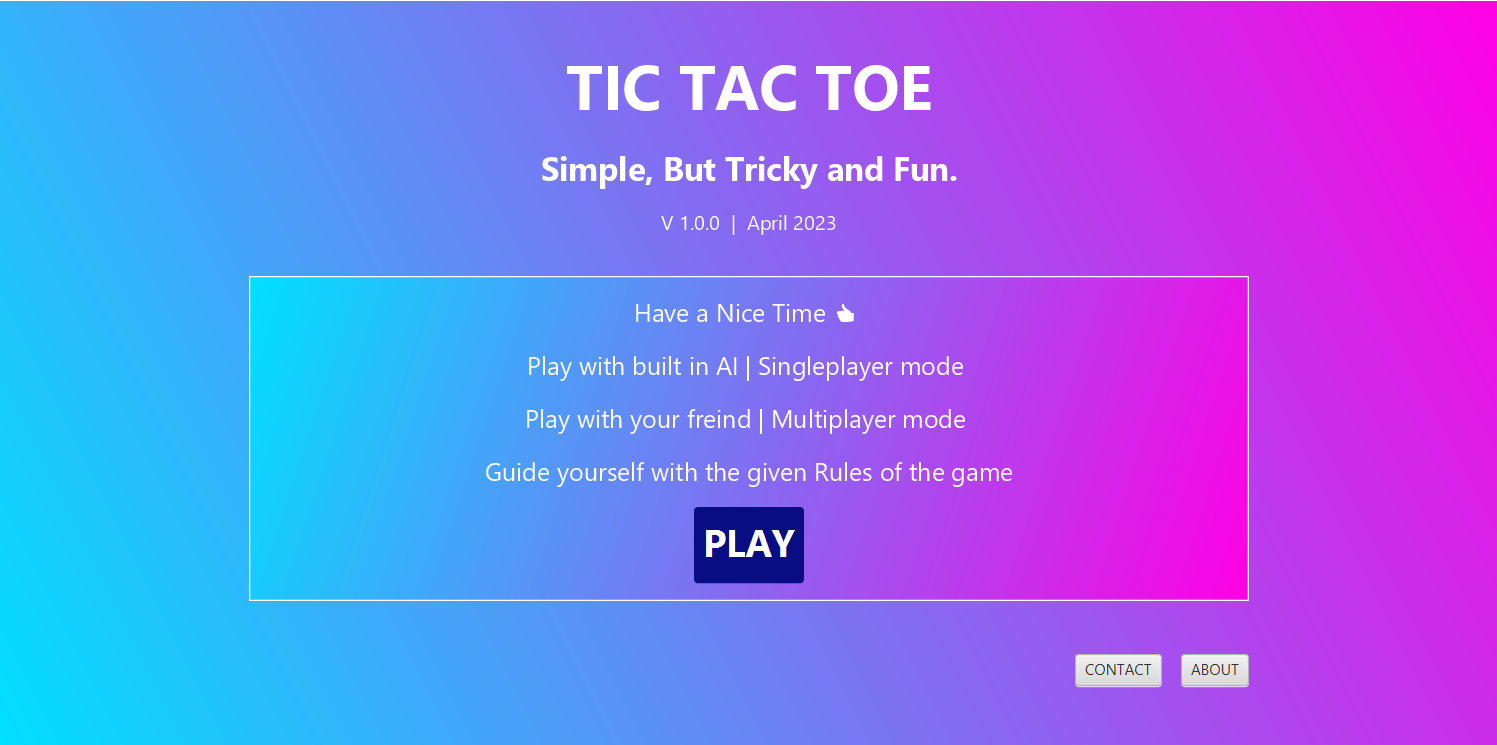 TIC TAC TOE
Simple, But Tricky and Fun.
V 1.0.0 | April 2023
Have a Nice Time 👍
Play with built in AI | Singleplayer mode
Play with your freind | Multiplayer mode
Guide yourself with the given Rules of the game
PLAY
CONTACT ABOUT